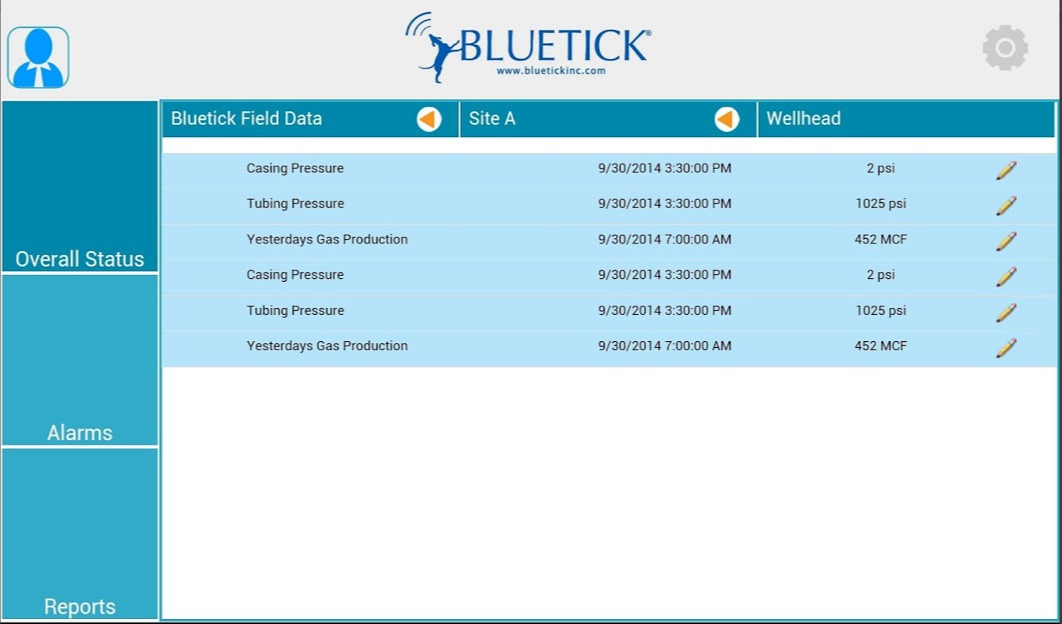 BLUETICK®
www.bluetickinc.com
Bluetick Field Data Site A Wellhead
Casing Pressure 9/30/2014 3:30:00 PM 2 psi
Tubing Pressure 9/30/2014 3:30:00 PM 1025 psi
Yesterdays Gas Production 9/30/2014 7:00:00 AM 452 MCF
Casing Pressure 9/30/2014 3:30:00 PM 2 psi
Tubing Pressure 9/30/2014 3:30:00 PM 1025 psi
Yesterdays Gas Production 9/30/2014 7:00:00 AM 452 MCF
Overall Status
Alarms
Reports